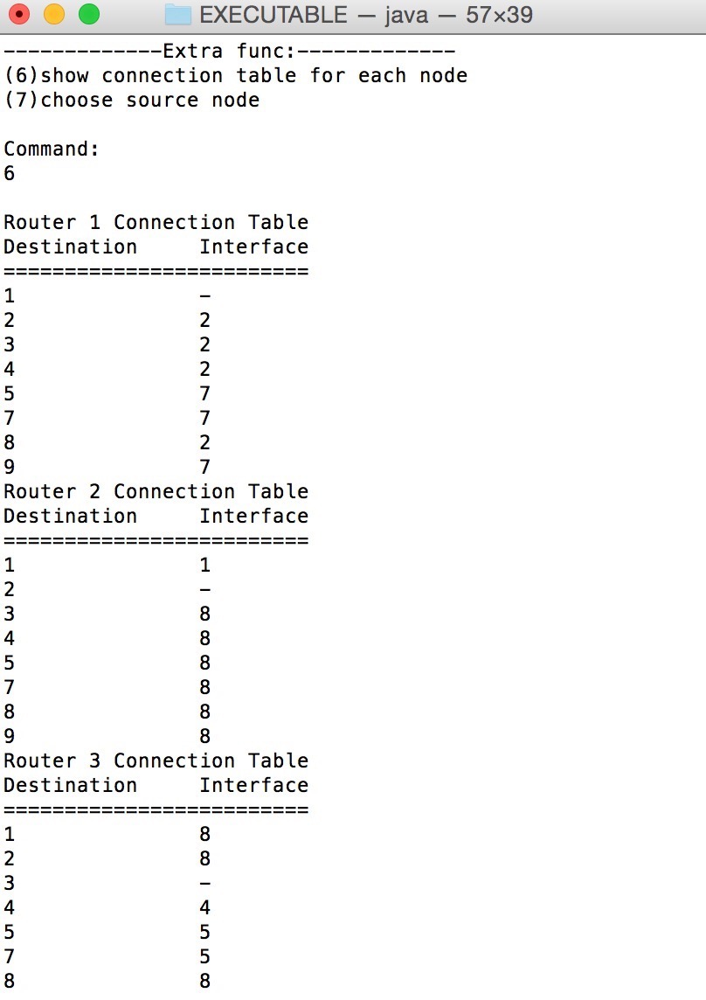 EXECUTABLE — java — 57×39
-------------Extra func:-------------
(6)show connection table for each node
(7)choose source node
Command:
6
Router 1 Connection Table
Destination     Interface
=========================
1               -
2               2
3               2
4               2
5               7
7               7
8               2
9               7
Router 2 Connection Table
Destination     Interface
=========================
1               1
2               -
3               8
4               8
5               8
7               8
8               8
9               8
Router 3 Connection Table
Destination     Interface
=========================
1               8
2               8
3               -
4               4
5               5
7               5
8               8